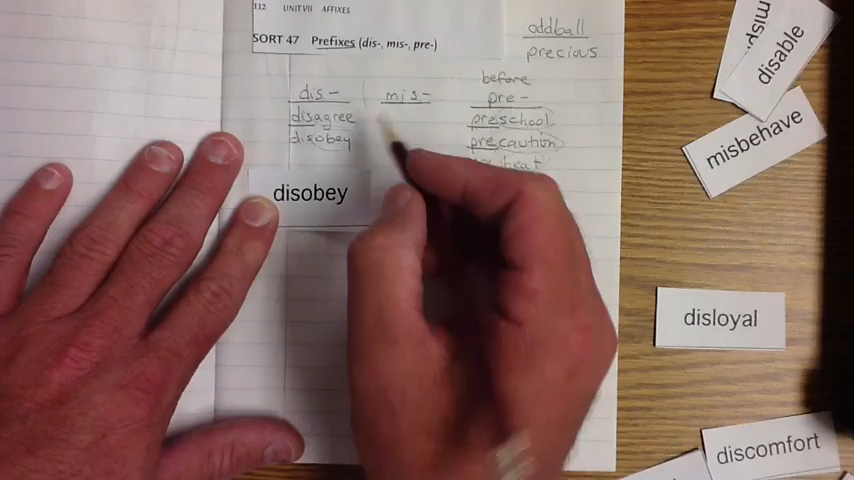 112 UNIT VII AFFIXES
SORT 47 Prefixes (dis-, mis-, pre-)
oddball
precious
before
dis- mis- pre-
disagree preschool
disobey precaution
heat
disobey
disable
misbehave
disloyal
discomfort